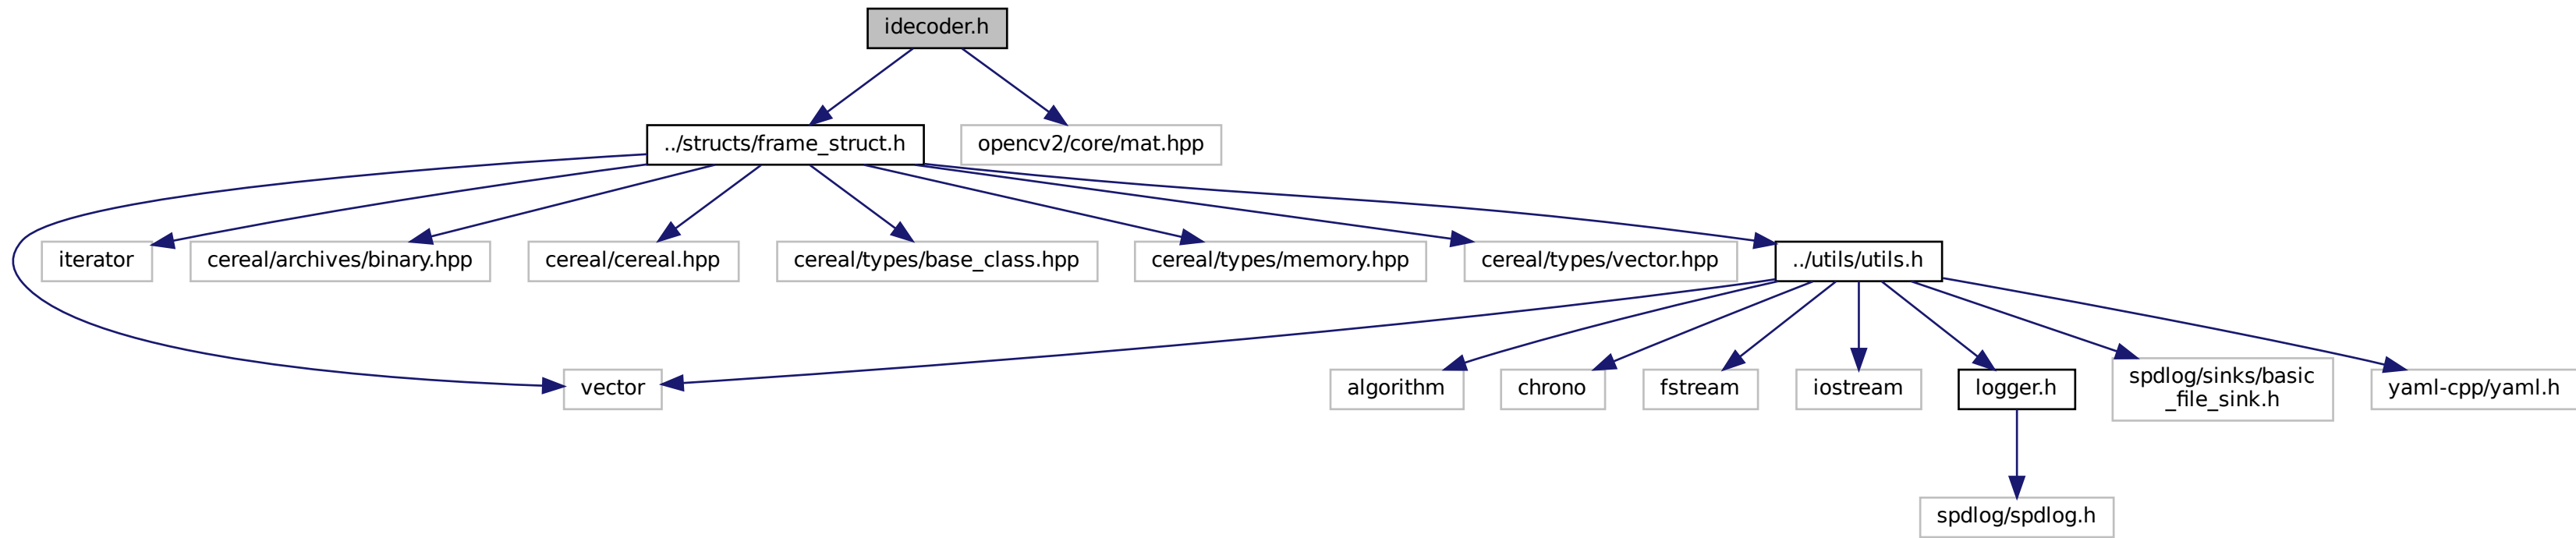 idecoder.h
../structs/frame_struct.h
opencv2/core/mat.hpp
iterator
cereal/archives/binary.hpp
cereal/cereal.hpp
cereal/types/base_class.hpp
cereal/types/memory.hpp
cereal/types/vector.hpp
../utils/utils.h
vector
algorithm
chrono
fstream
iostream
logger.h
spdlog/sinks/basic
_file_sink.h
yaml-cpp/yaml.h
spdlog/spdlog.h